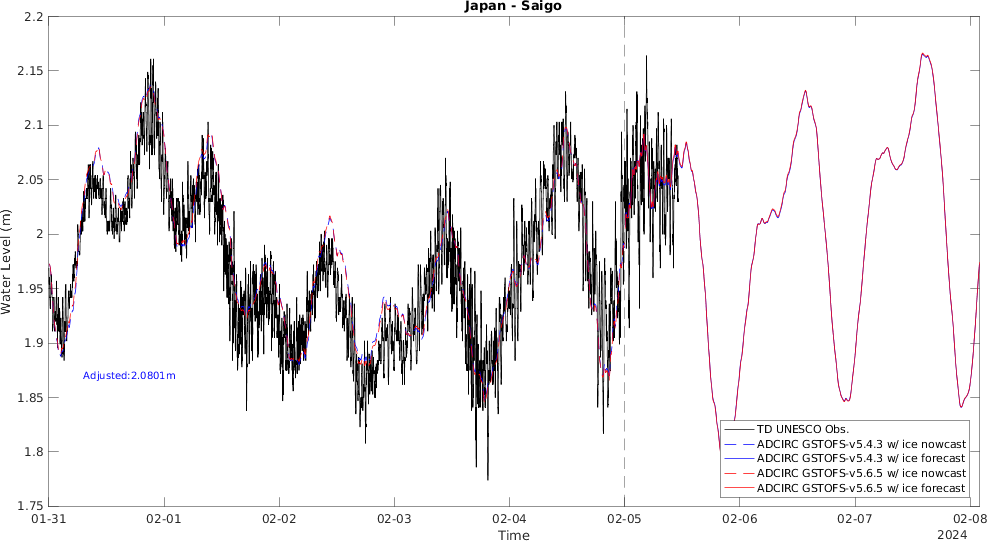 Japan - Saigo
2.2
2.15
2.1
2.05
2
1.95
1.9
1.85
1.8
1.75
Water Level (m)
Adjusted:2.0801m
TD UNESCO Obs.
ADCIRC GSTOFS-v5.4.3 w/ ice nowcast
ADCIRC GSTOFS-v5.4.3 w/ ice forecast
ADCIRC GSTOFS-v5.6.5 w/ ice nowcast
ADCIRC GSTOFS-v5.6.5 w/ ice forecast
01-31 02-01 02-02 02-03 02-04 02-05 02-06 02-07 02-08
Time
2024